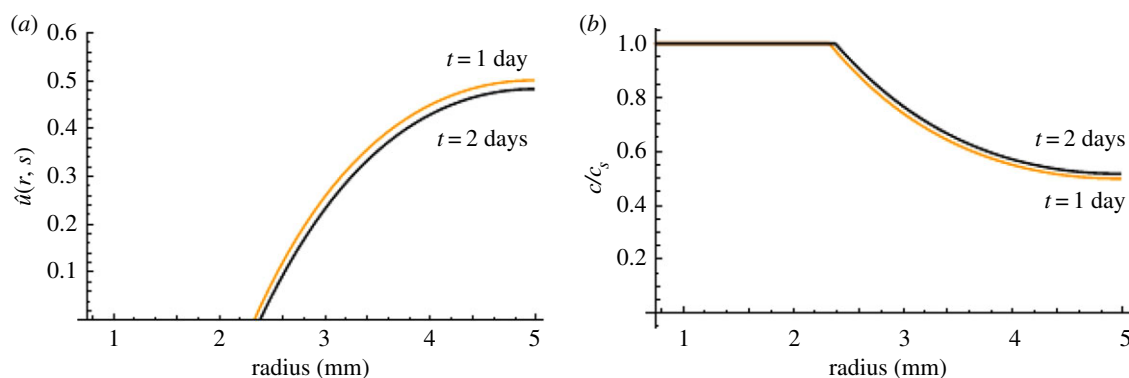 (a)
0.6
0.5
0.4
0.3
0.2
0.1
û(r, s)
t = 1 day
t = 2 days
1 2 3 4 5
radius (mm)
(b)
1.0
0.8
0.6
0.4
0.2
c/cₛ
t = 2 days
t = 1 day
1 2 3 4 5
radius (mm)